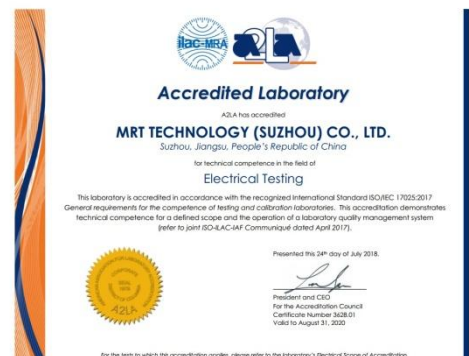 ilac-MRA
A2LA
Accredited Laboratory
A2LA has accredited
MRT TECHNOLOGY (SUZHOU) CO., LTD.
Suzhou, Jiangsu, People's Republic of China
for technical competence in the field of
Electrical Testing
This laboratory is accredited in accordance with the recognized International Standard ISO/IEC 17025:2017
General requirements for the competence of testing and calibration laboratories. This accreditation demonstrates
technical competence for a defined scope and the operation of a laboratory quality management system
(refer to joint ISO-ILAC-IAF Communiqué dated April 2017).
Presented this 24th day of July 2018.
President and CEO
For the Accreditation Council
Certificate Number 3628.01
Valid to August 31, 2020
CORPORATE
SEAL
1978
A2LA
For the tests to which this accreditation applies, please refer to the laboratory's Electrical Scope of Accreditation.